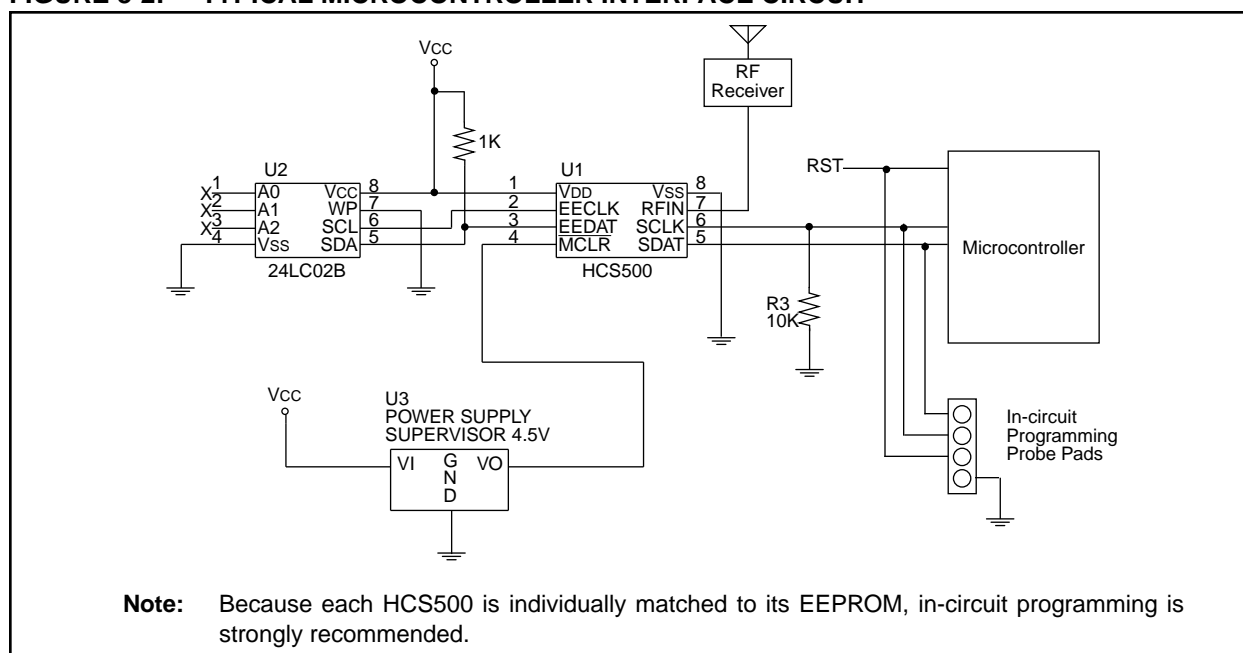 VCC
RF
Receiver
1K
U2
U1
RST
1 A0 VCC 8
2 A1 WP 7
3 A2 SCL 6
4 VSS SDA 5
24LC02B
1 VDD VSS 8
2 EECLK RFIN 7
3 EEDAT SCLK 6
4 MCLR SDAT 5
HCS500
Microcontroller
R3
10K
VCC
U3
POWER SUPPLY
SUPERVISOR 4.5V
VI GND VO
In-circuit
Programming
Probe Pads
Note: Because each HCS500 is individually matched to its EEPROM, in-circuit programming is
strongly recommended.